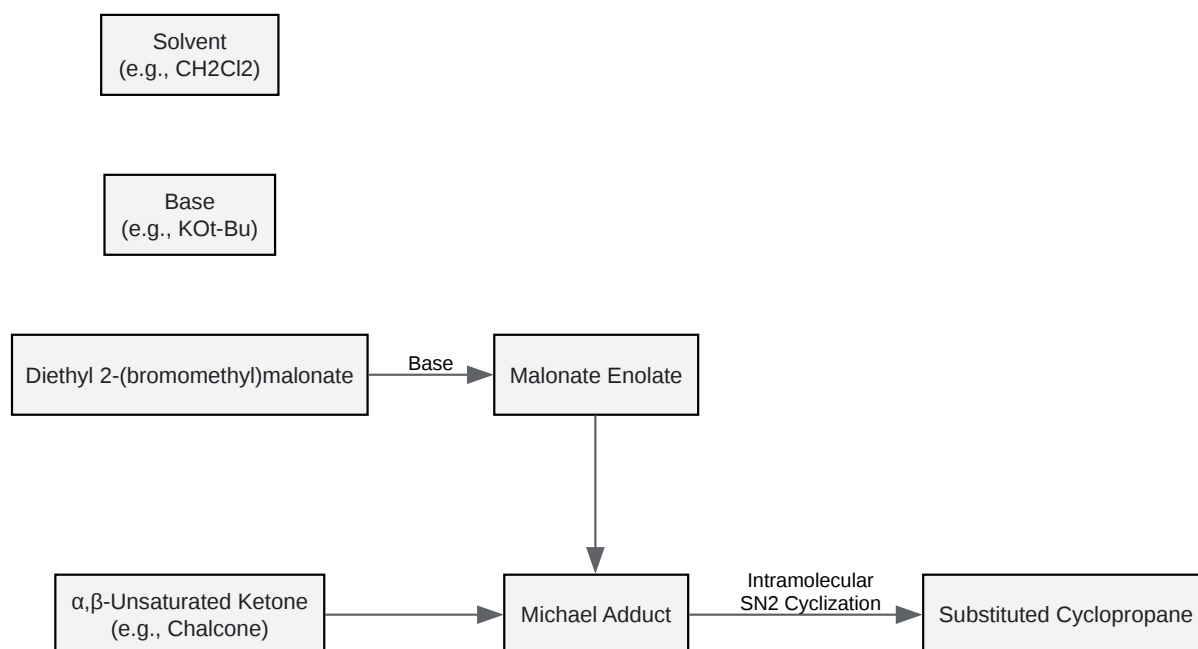 Solvent
(e.g., CH2Cl2)
Base
(e.g., KOt-Bu)
Diethyl 2-(bromomethyl)malonate
Base
Malonate Enolate
α,β-Unsaturated Ketone
(e.g., Chalcone)
Michael Adduct
Intramolecular
SN2 Cyclization
Substituted Cyclopropane